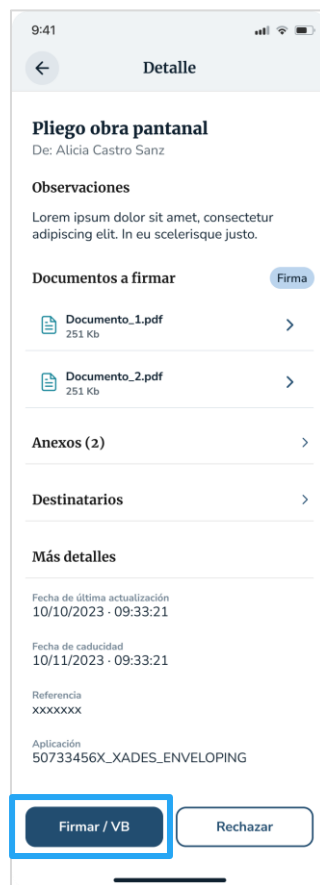 9:41
Detalle
Pliego obra pantanal
De: Alicia Castro Sanz
Observaciones
Lorem ipsum dolor sit amet, consectetur
adipiscing elit. In eu scelerisque justo.
Documentos a firmar
Firma
Documento_1.pdf
251 Kb
Documento_2.pdf
251 Kb
Anexos (2)
Destinatarios
Más detalles
Fecha de última actualización
10/10/2023 · 09:33:21
Fecha de caducidad
10/11/2023 · 09:33:21
Referencia
xxxxxxx
Aplicación
50733456X_XADES_ENVELOPING
Firmar / VB
Rechazar